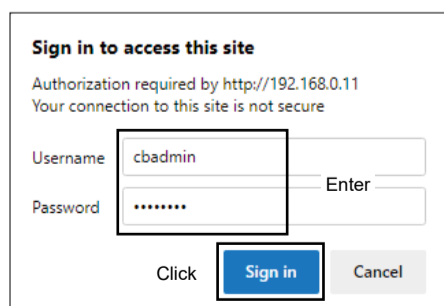 Sign in to access this site
Authorization required by http://192.168.0.11
Your connection to this site is not secure
Username cbadmin
Enter
Password ••••••••
Click Sign in Cancel